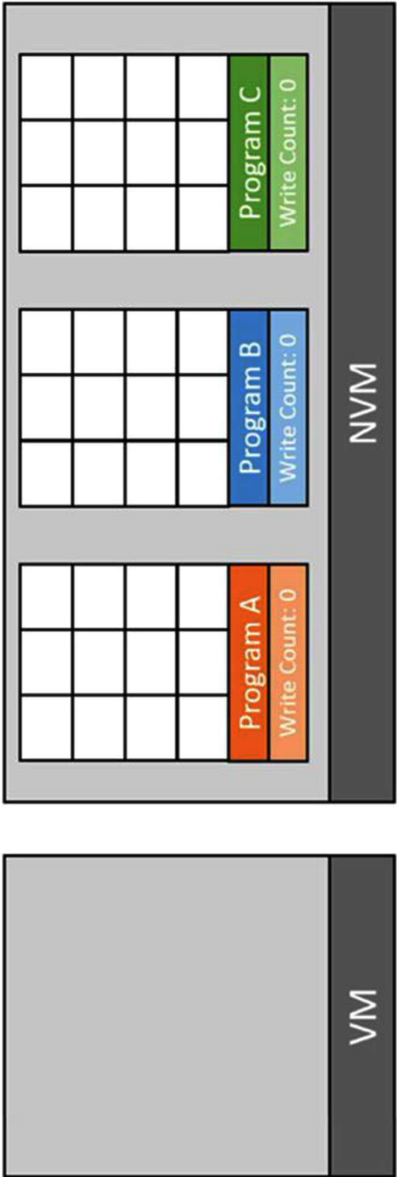 VM
NVM
Program A
Write Count: 0
Program B
Write Count: 0
Program C
Write Count: 0